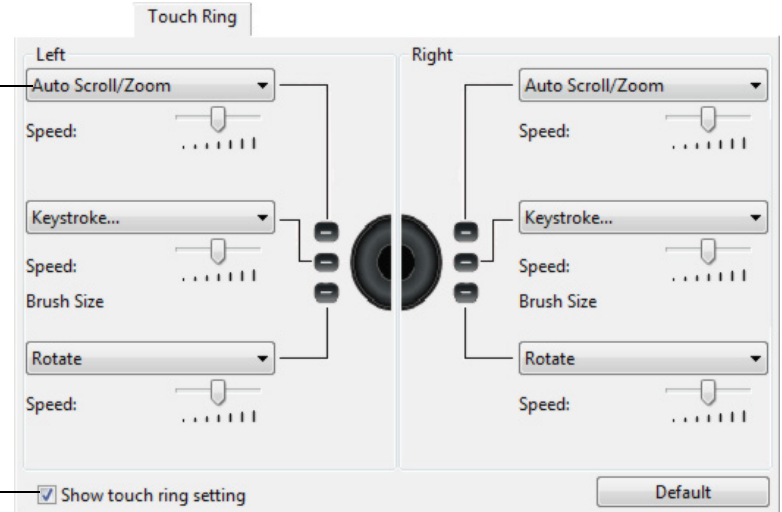 Touch Ring
Left
Auto Scroll/Zoom
Speed:
Keystroke...
Speed:
Brush Size
Rotate
Speed:
Right
Auto Scroll/Zoom
Speed:
Keystroke...
Speed:
Brush Size
Rotate
Speed:
Show touch ring setting
Default